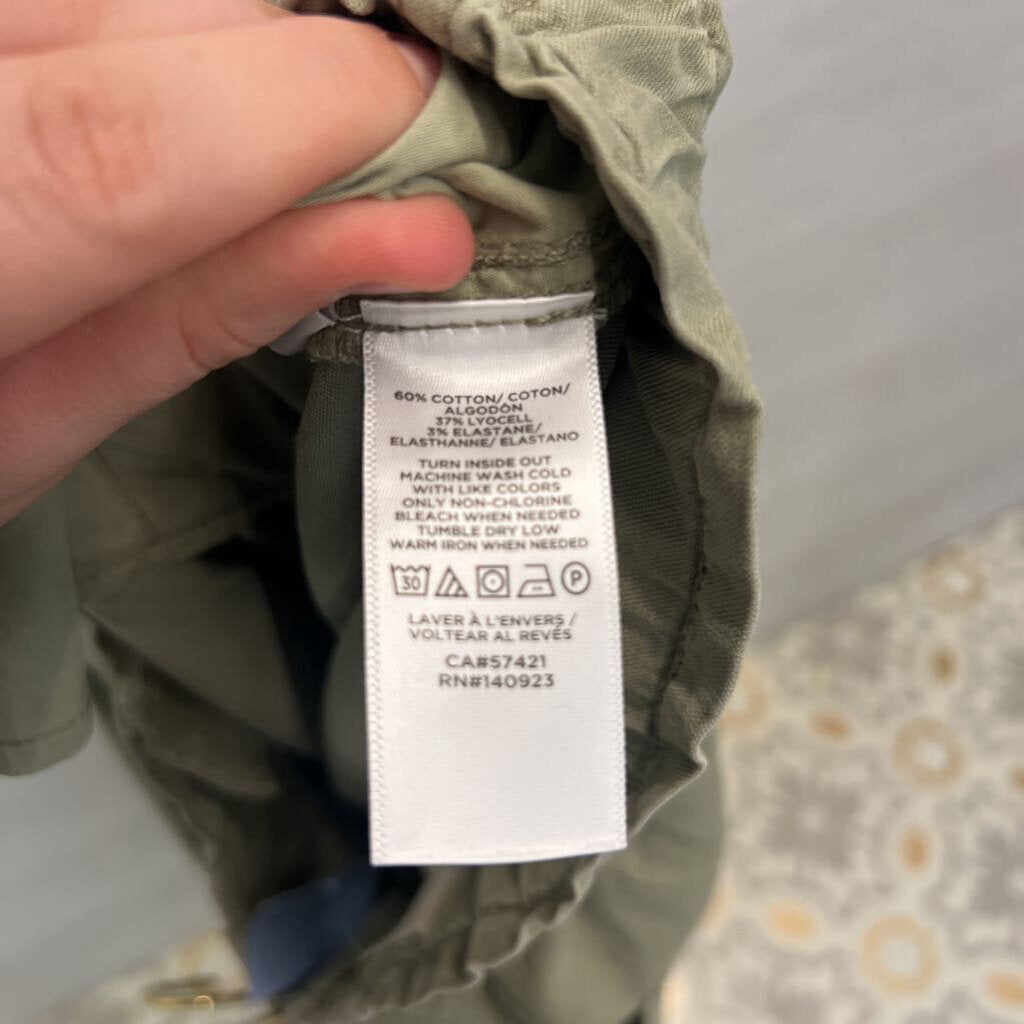 60% COTTON/ COTON/
ALGODÓN
37% LYOCELL
3% ELASTANE/
ELASTHANNE/ ELASTANO
TURN INSIDE OUT
MACHINE WASH COLD
WITH LIKE COLORS
ONLY NON-CHLORINE
BLEACH WHEN NEEDED
TUMBLE DRY LOW
WARM IRON WHEN NEEDED
30 P
LAVER À L'ENVERS /
VOLTEAR AL REVÉS
CA#57421
RN#140923